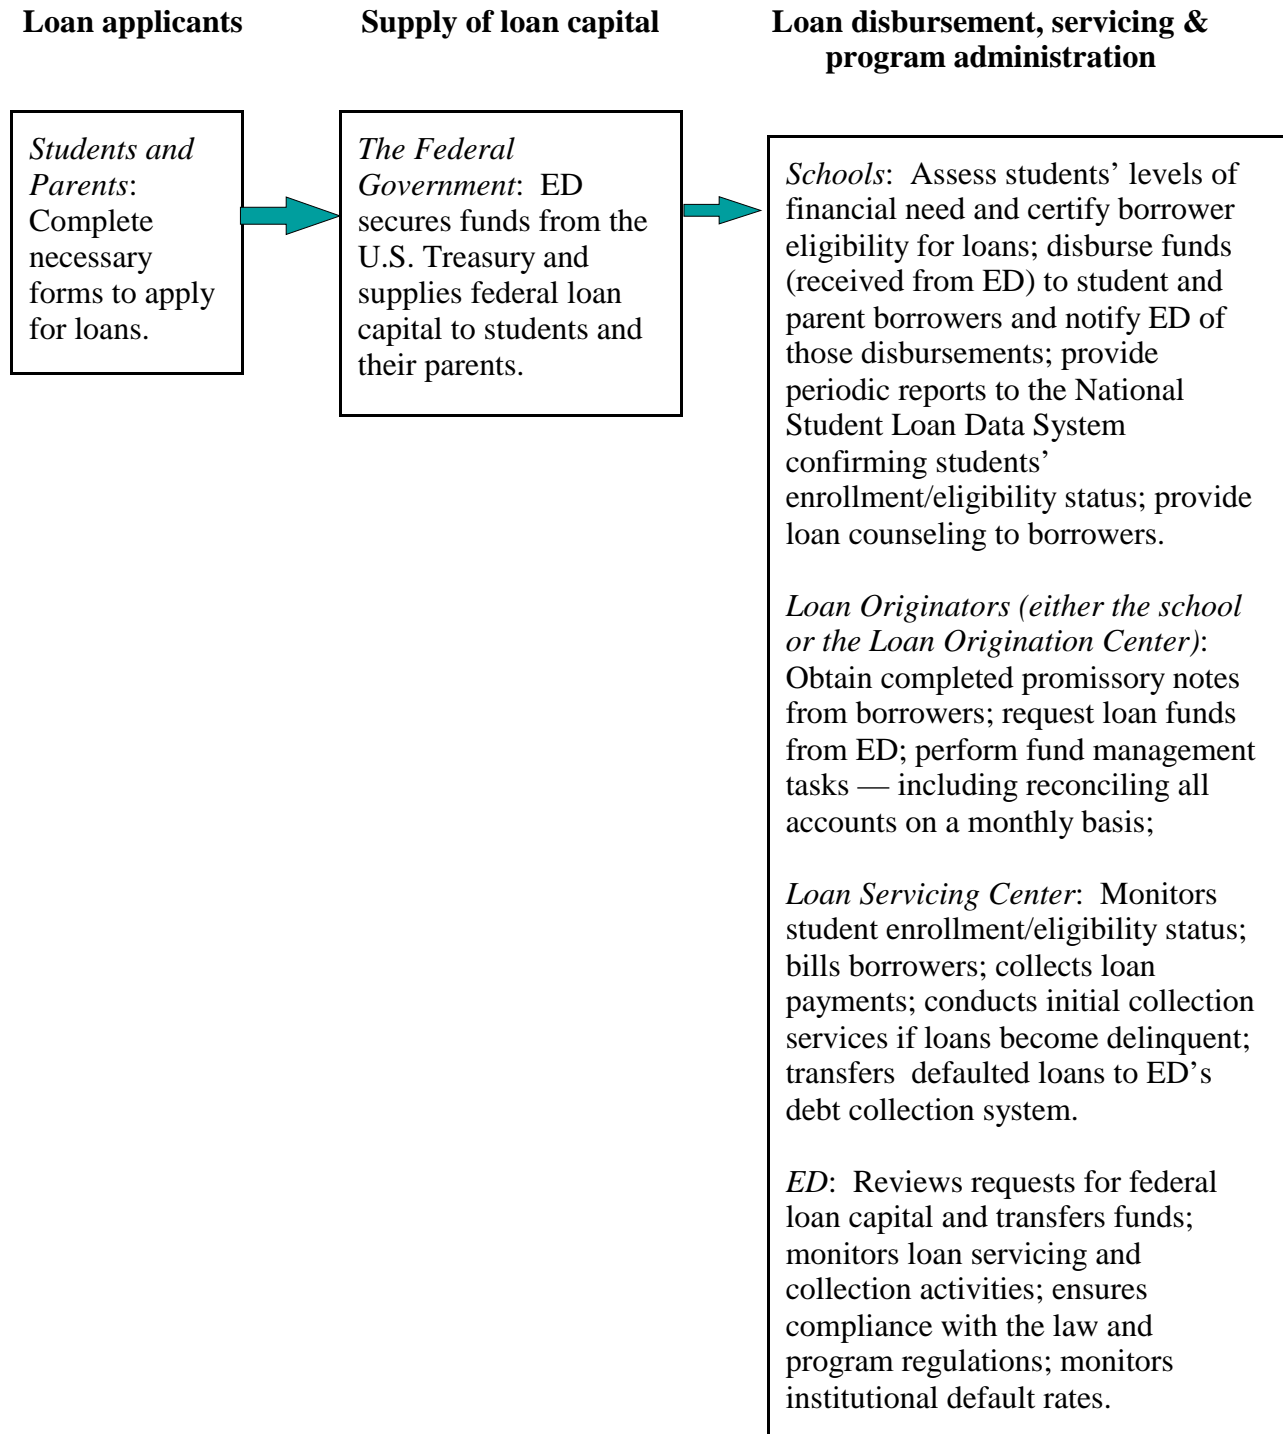 Loan applicants
Supply of loan capital
Loan disbursement, servicing &
program administration
Students and
Parents:
Complete
necessary
forms to apply
for loans.
The Federal
Government:  ED
secures funds from the
U.S. Treasury and
supplies federal loan
capital to students and
their parents.
Schools:  Assess students’ levels of
financial need and certify borrower
eligibility for loans; disburse funds
(received from ED) to student and
parent borrowers and notify ED of
those disbursements; provide
periodic reports to the National
Student Loan Data System
confirming students’
enrollment/eligibility status; provide
loan counseling to borrowers.
Loan Originators (either the school
or the Loan Origination Center):
Obtain completed promissory notes
from borrowers; request loan funds
from ED; perform fund management
tasks — including reconciling all
accounts on a monthly basis;
Loan Servicing Center:  Monitors
student enrollment/eligibility status;
bills borrowers; collects loan
payments; conducts initial collection
services if loans become delinquent;
transfers  defaulted loans to ED’s
debt collection system.
ED:  Reviews requests for federal
loan capital and transfers funds;
monitors loan servicing and
collection activities; ensures
compliance with the law and
program regulations; monitors
institutional default rates.